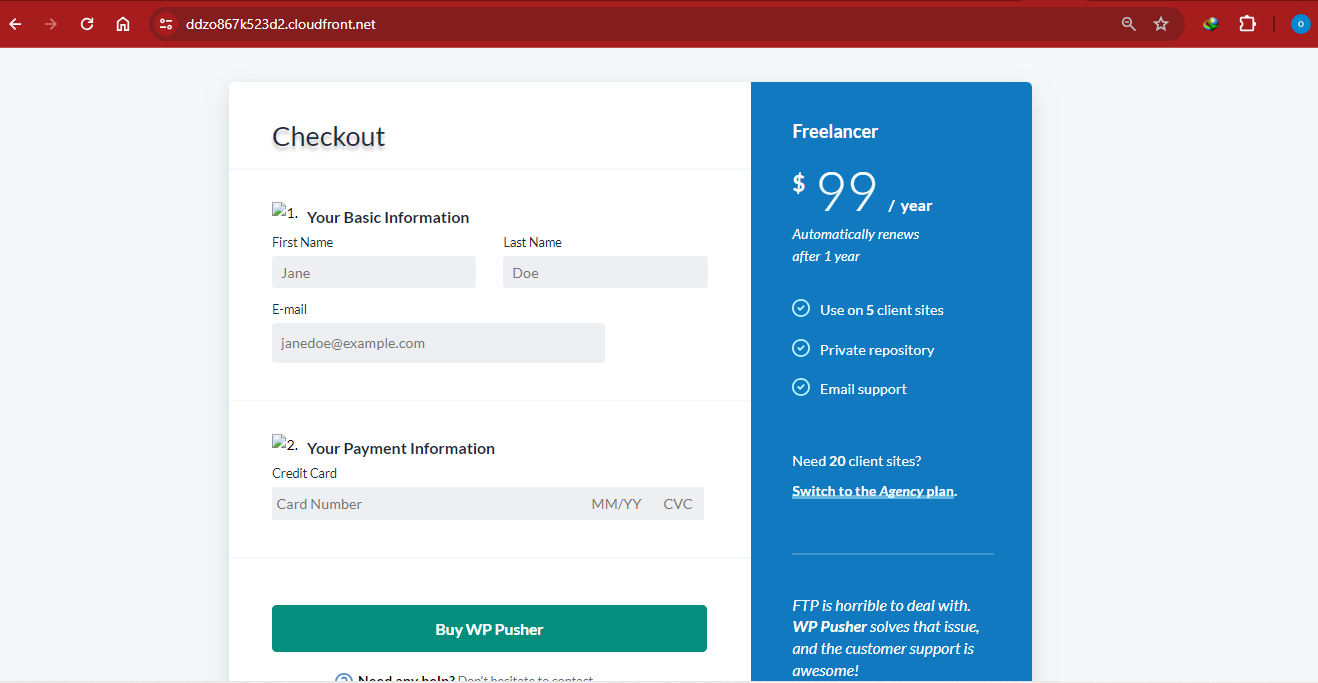 ddzo867k523d2.cloudfront.net
Checkout
1. Your Basic Information
First Name
Last Name
Jane
Doe
E-mail
janedoe@example.com
2. Your Payment Information
Credit Card
Card Number MM/YY CVC
Buy WP Pusher
Need any help? Don't hesitate to contact
Freelancer
$ 99 / year
Automatically renews
after 1 year
Use on 5 client sites
Private repository
Email support
Need 20 client sites?
Switch to the Agency plan.
FTP is horrible to deal with.
WP Pusher solves that issue,
and the customer support is
awesome!